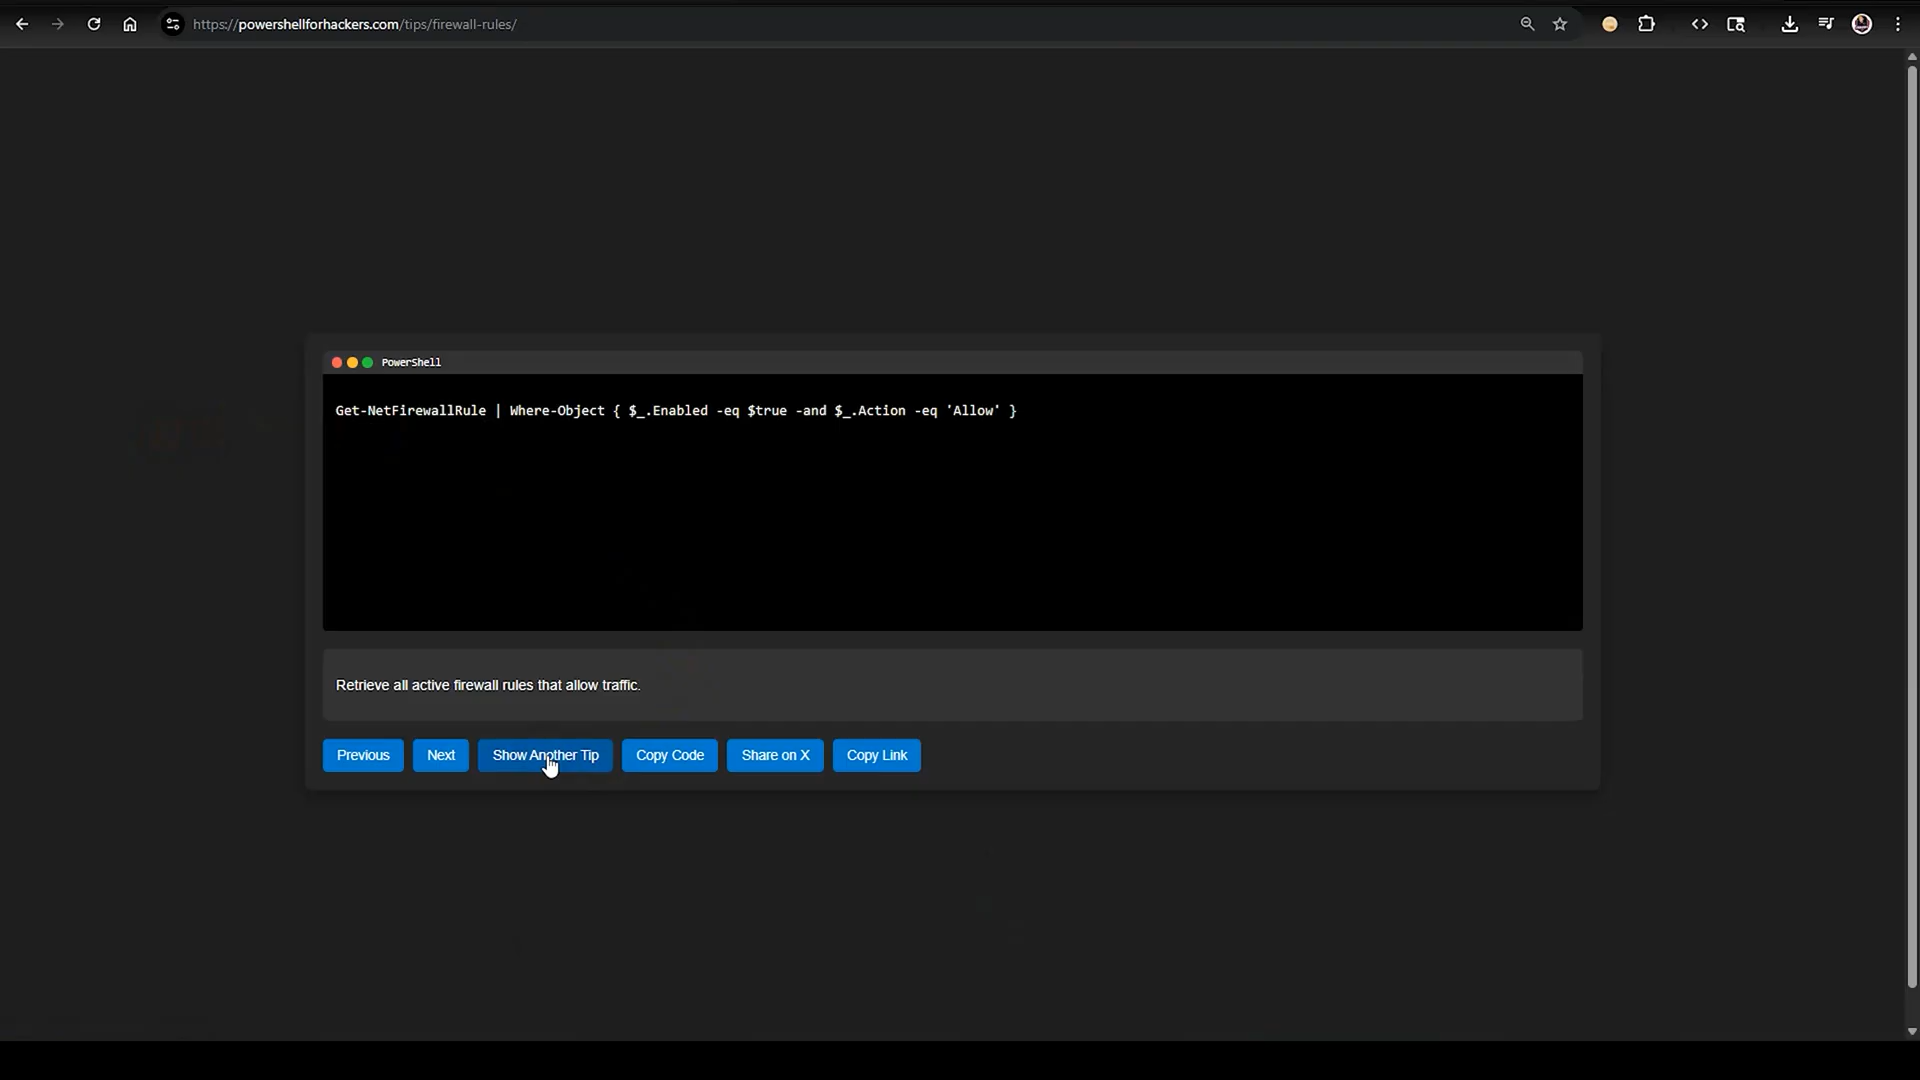 https://powershellforhackers.com/tips/firewall-rules/
PowerShell
Get-NetFirewallRule | Where-Object { $_.Enabled -eq $true -and $_.Action -eq 'Allow' }
Retrieve all active firewall rules that allow traffic.
Previous
Next
Show Another Tip
Copy Code
Share on X
Copy Link